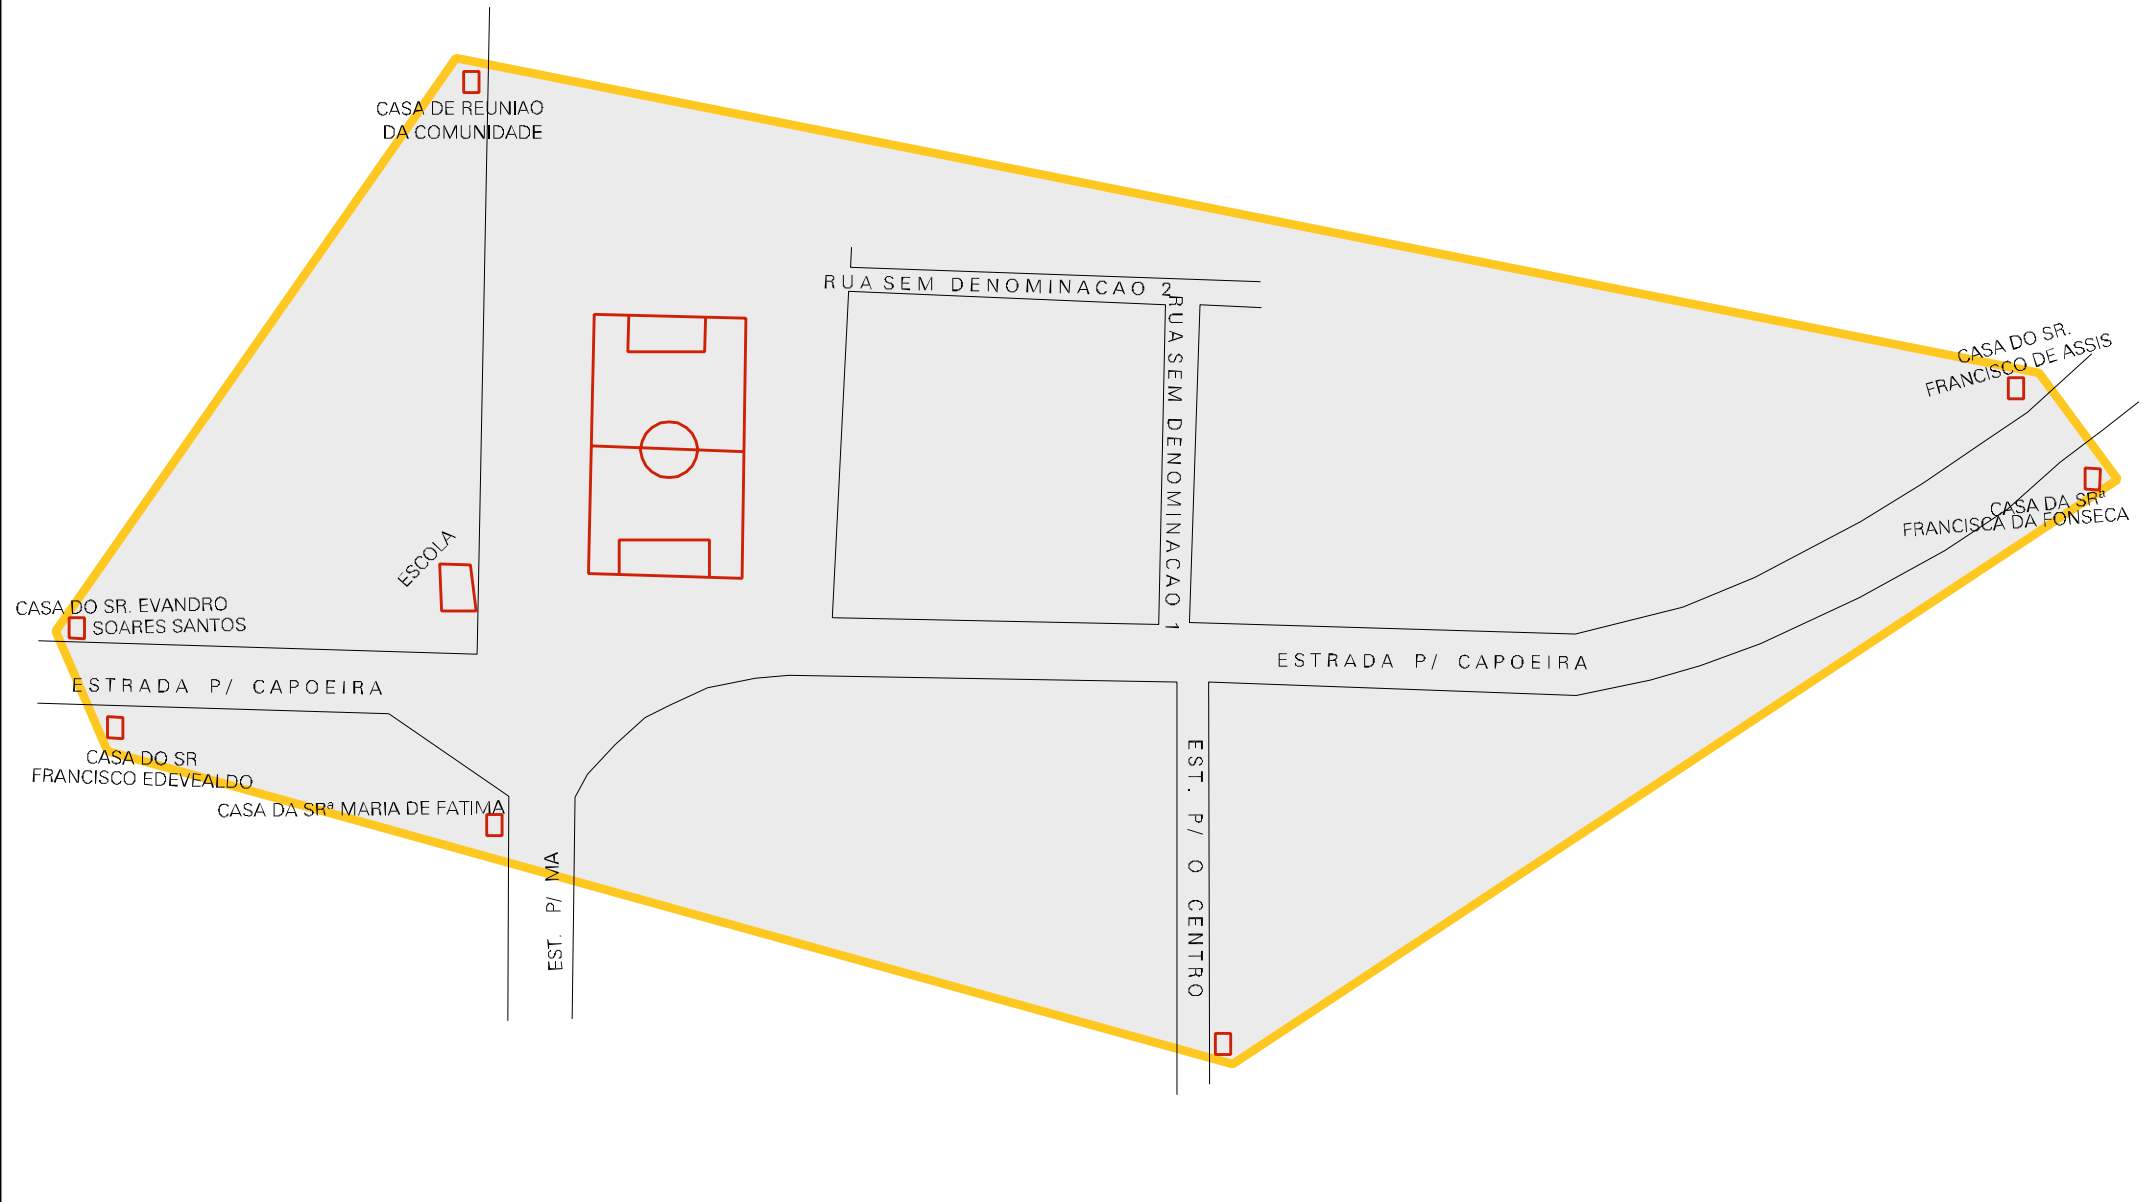 CASA DE REUNIAO
DA COMUNIDADE
RUA SEM DENOMINACAO 2
RUA SEM DENOMINACAO 1
CASA DO SR.
FRANCISCO DE ASSIS
CASA DA SRª
FRANCISCA DA FONSECA
ESCOLA
CASA DO SR. EVANDRO
SOARES SANTOS
ESTRADA P/ CAPOEIRA
ESTRADA P/ CAPOEIRA
CASA DO SR
FRANCISCO EDEVEALDO
CASA DA SRª MARIA DE FATIMA
EST. P/ MA
EST. P/ O CENTRO